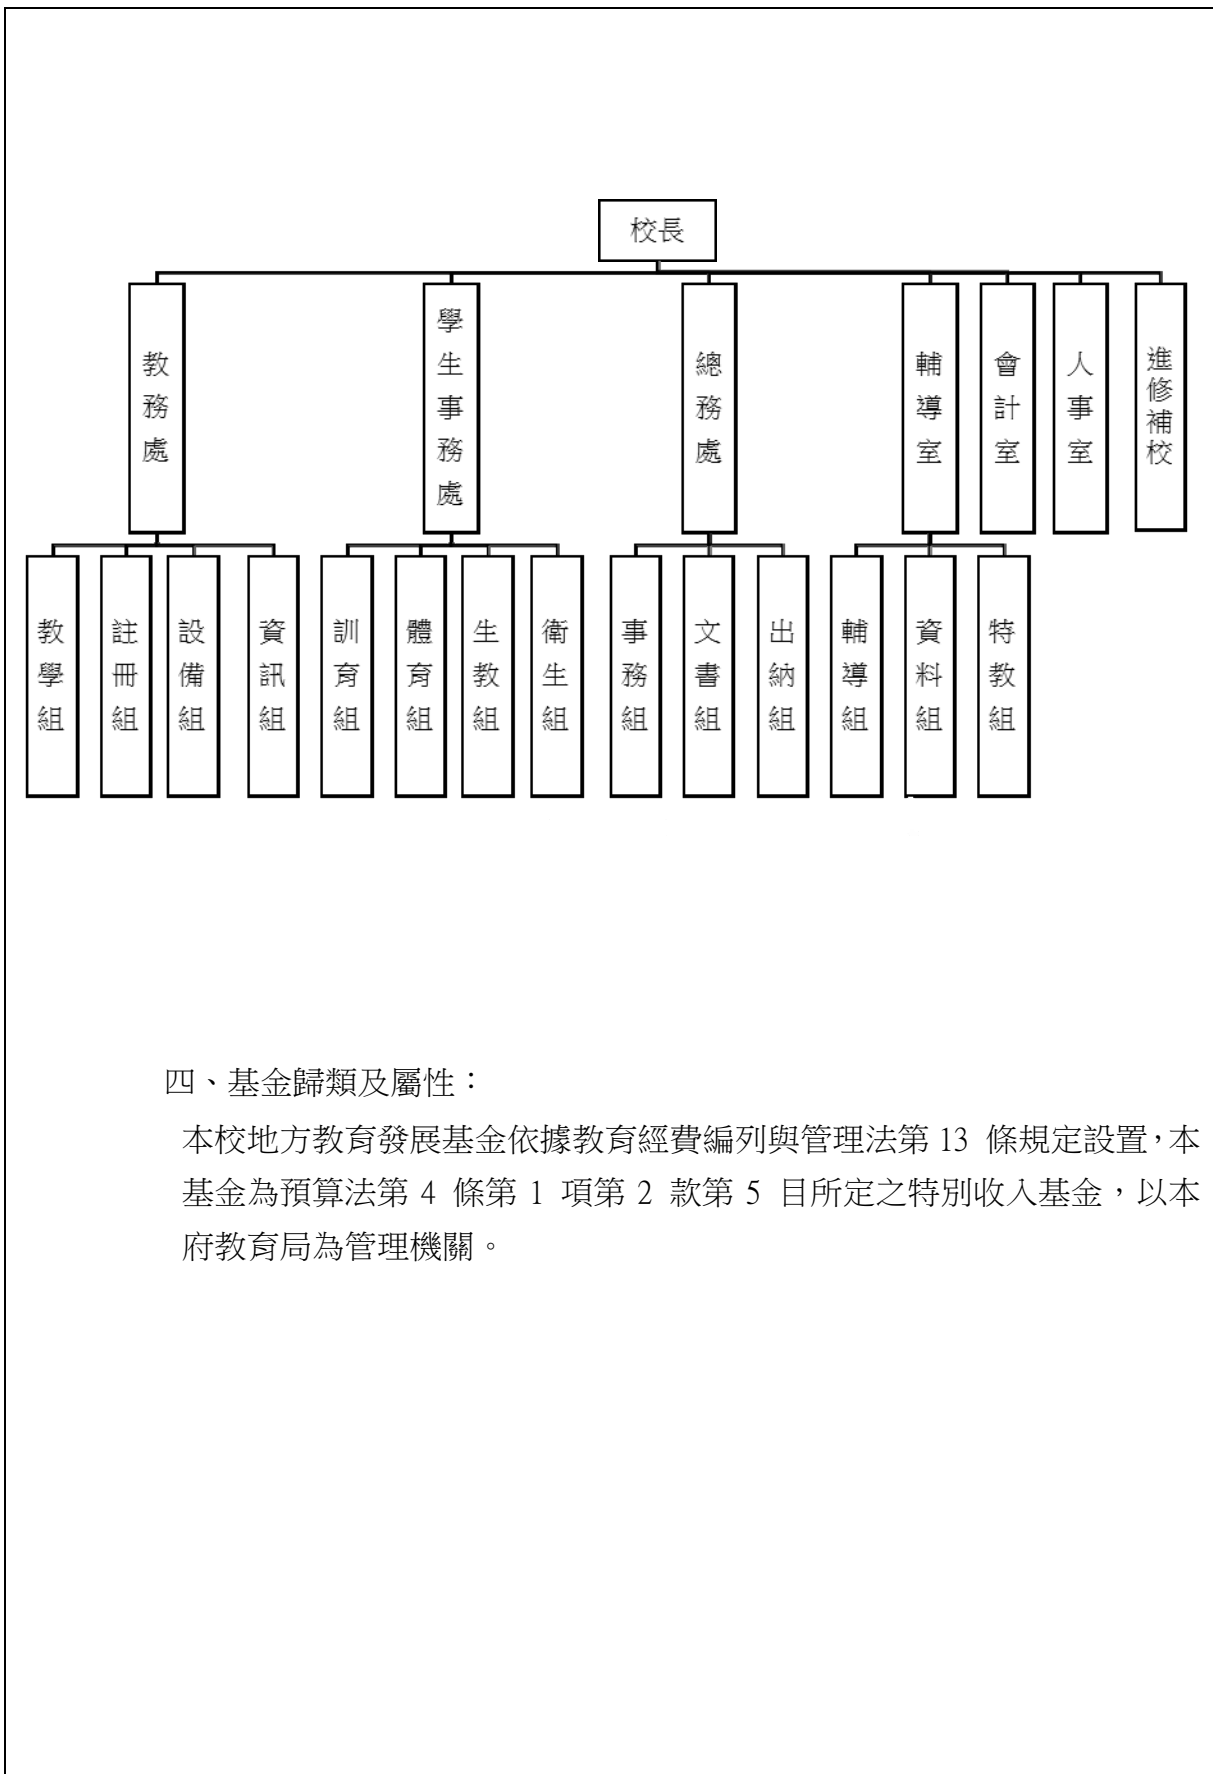 校長
教務處
學生事務處
總務處
輔導室
會計室
人事室
進修補校
教學組
註冊組
設備組
資訊組
訓育組
體育組
生教組
衛生組
事務組
文書組
出納組
輔導組
資料組
特教組
四、基金歸類及屬性：
本校地方教育發展基金依據教育經費編列與管理法第 13 條規定設置，本
基金為預算法第 4 條第 1 項第 2 款第 5 目所定之特別收入基金，以本
府教育局為管理機關。